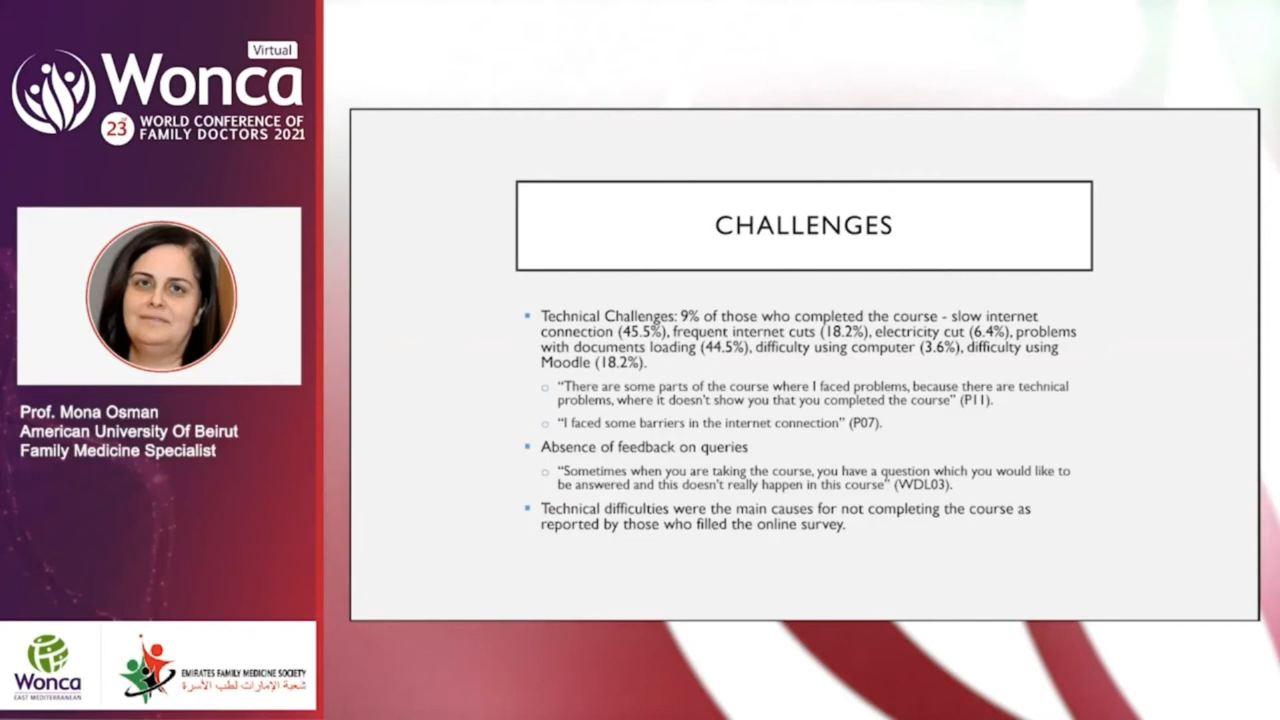 Virtual
Wonca
23rd WORLD CONFERENCE OF
FAMILY DOCTORS 2021
Prof. Mona Osman
American University Of Beirut
Family Medicine Specialist
Wonca
EAST MEDITERRANEAN
EMIRATES FAMILY MEDICINE SOCIETY
شعبة الإمارات لطب الأسرة
CHALLENGES
▪ Technical Challenges: 9% of those who completed the course - slow internet
connection (45.5%), frequent internet cuts (18.2%), electricity cut (6.4%), problems
with documents loading (44.5%), difficulty using computer (3.6%), difficulty using
Moodle (18.2%).
o “There are some parts of the course where I faced problems, because there are technical
problems, where it doesn’t show you that you completed the course” (P11).
o “I faced some barriers in the internet connection” (P07).
▪ Absence of feedback on queries
o “Sometimes when you are taking the course, you have a question which you would like to
be answered and this doesn’t really happen in this course” (WDL03).
▪ Technical difficulties were the main causes for not completing the course as
reported by those who filled the online survey.